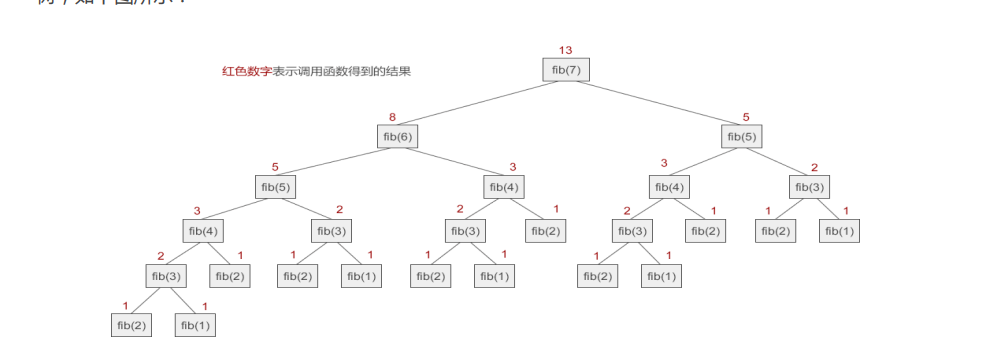 树，如下图所示：
13
红色数字表示调用函数得到的结果
fib(7)
8 5
fib(6) fib(5)
5 3 3 2
fib(5) fib(4) fib(4) fib(3)
3 2 2 1 2 1 1 1
fib(4) fib(3) fib(3) fib(2) fib(3) fib(2) fib(2) fib(1)
2 1 1 1 1 1 1 1
fib(3) fib(2) fib(2) fib(1) fib(2) fib(1) fib(2) fib(1)
1 1
fib(2) fib(1)